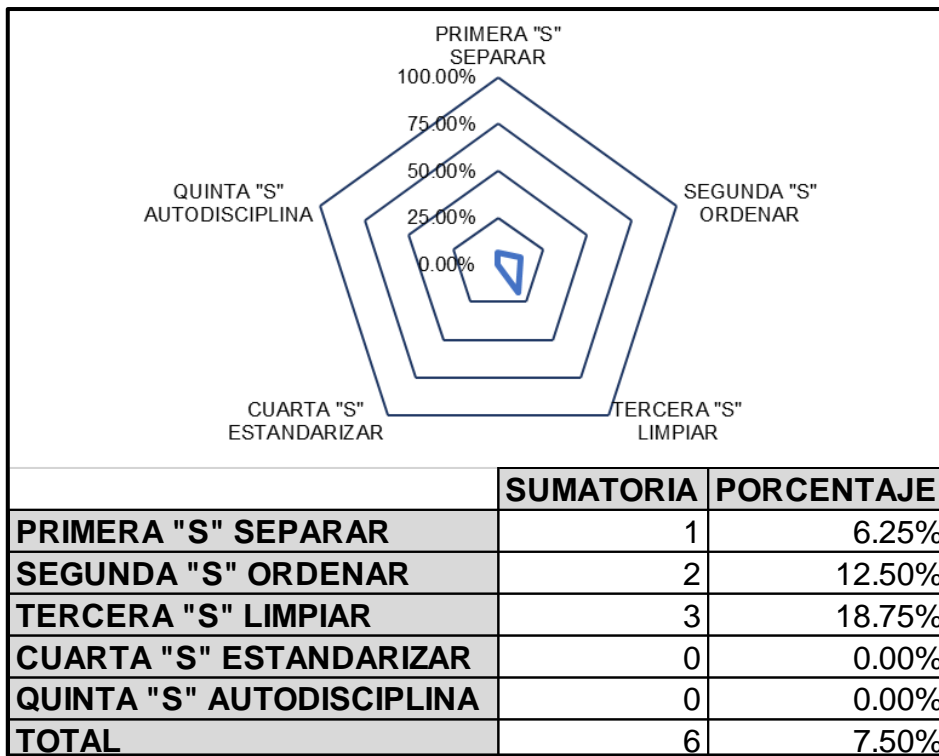 PRIMERA "S"
SEPARAR
100.00%
75.00%
50.00%
25.00%
0.00%
QUINTA "S"
AUTODISCIPLINA
SEGUNDA "S"
ORDENAR
CUARTA "S"
ESTANDARIZAR
TERCERA "S"
LIMPIAR
SUMATORIA PORCENTAJE
PRIMERA "S" SEPARAR 1 6.25%
SEGUNDA "S" ORDENAR 2 12.50%
TERCERA "S" LIMPIAR 3 18.75%
CUARTA "S" ESTANDARIZAR 0 0.00%
QUINTA "S" AUTODISCIPLINA 0 0.00%
TOTAL 6 7.50%